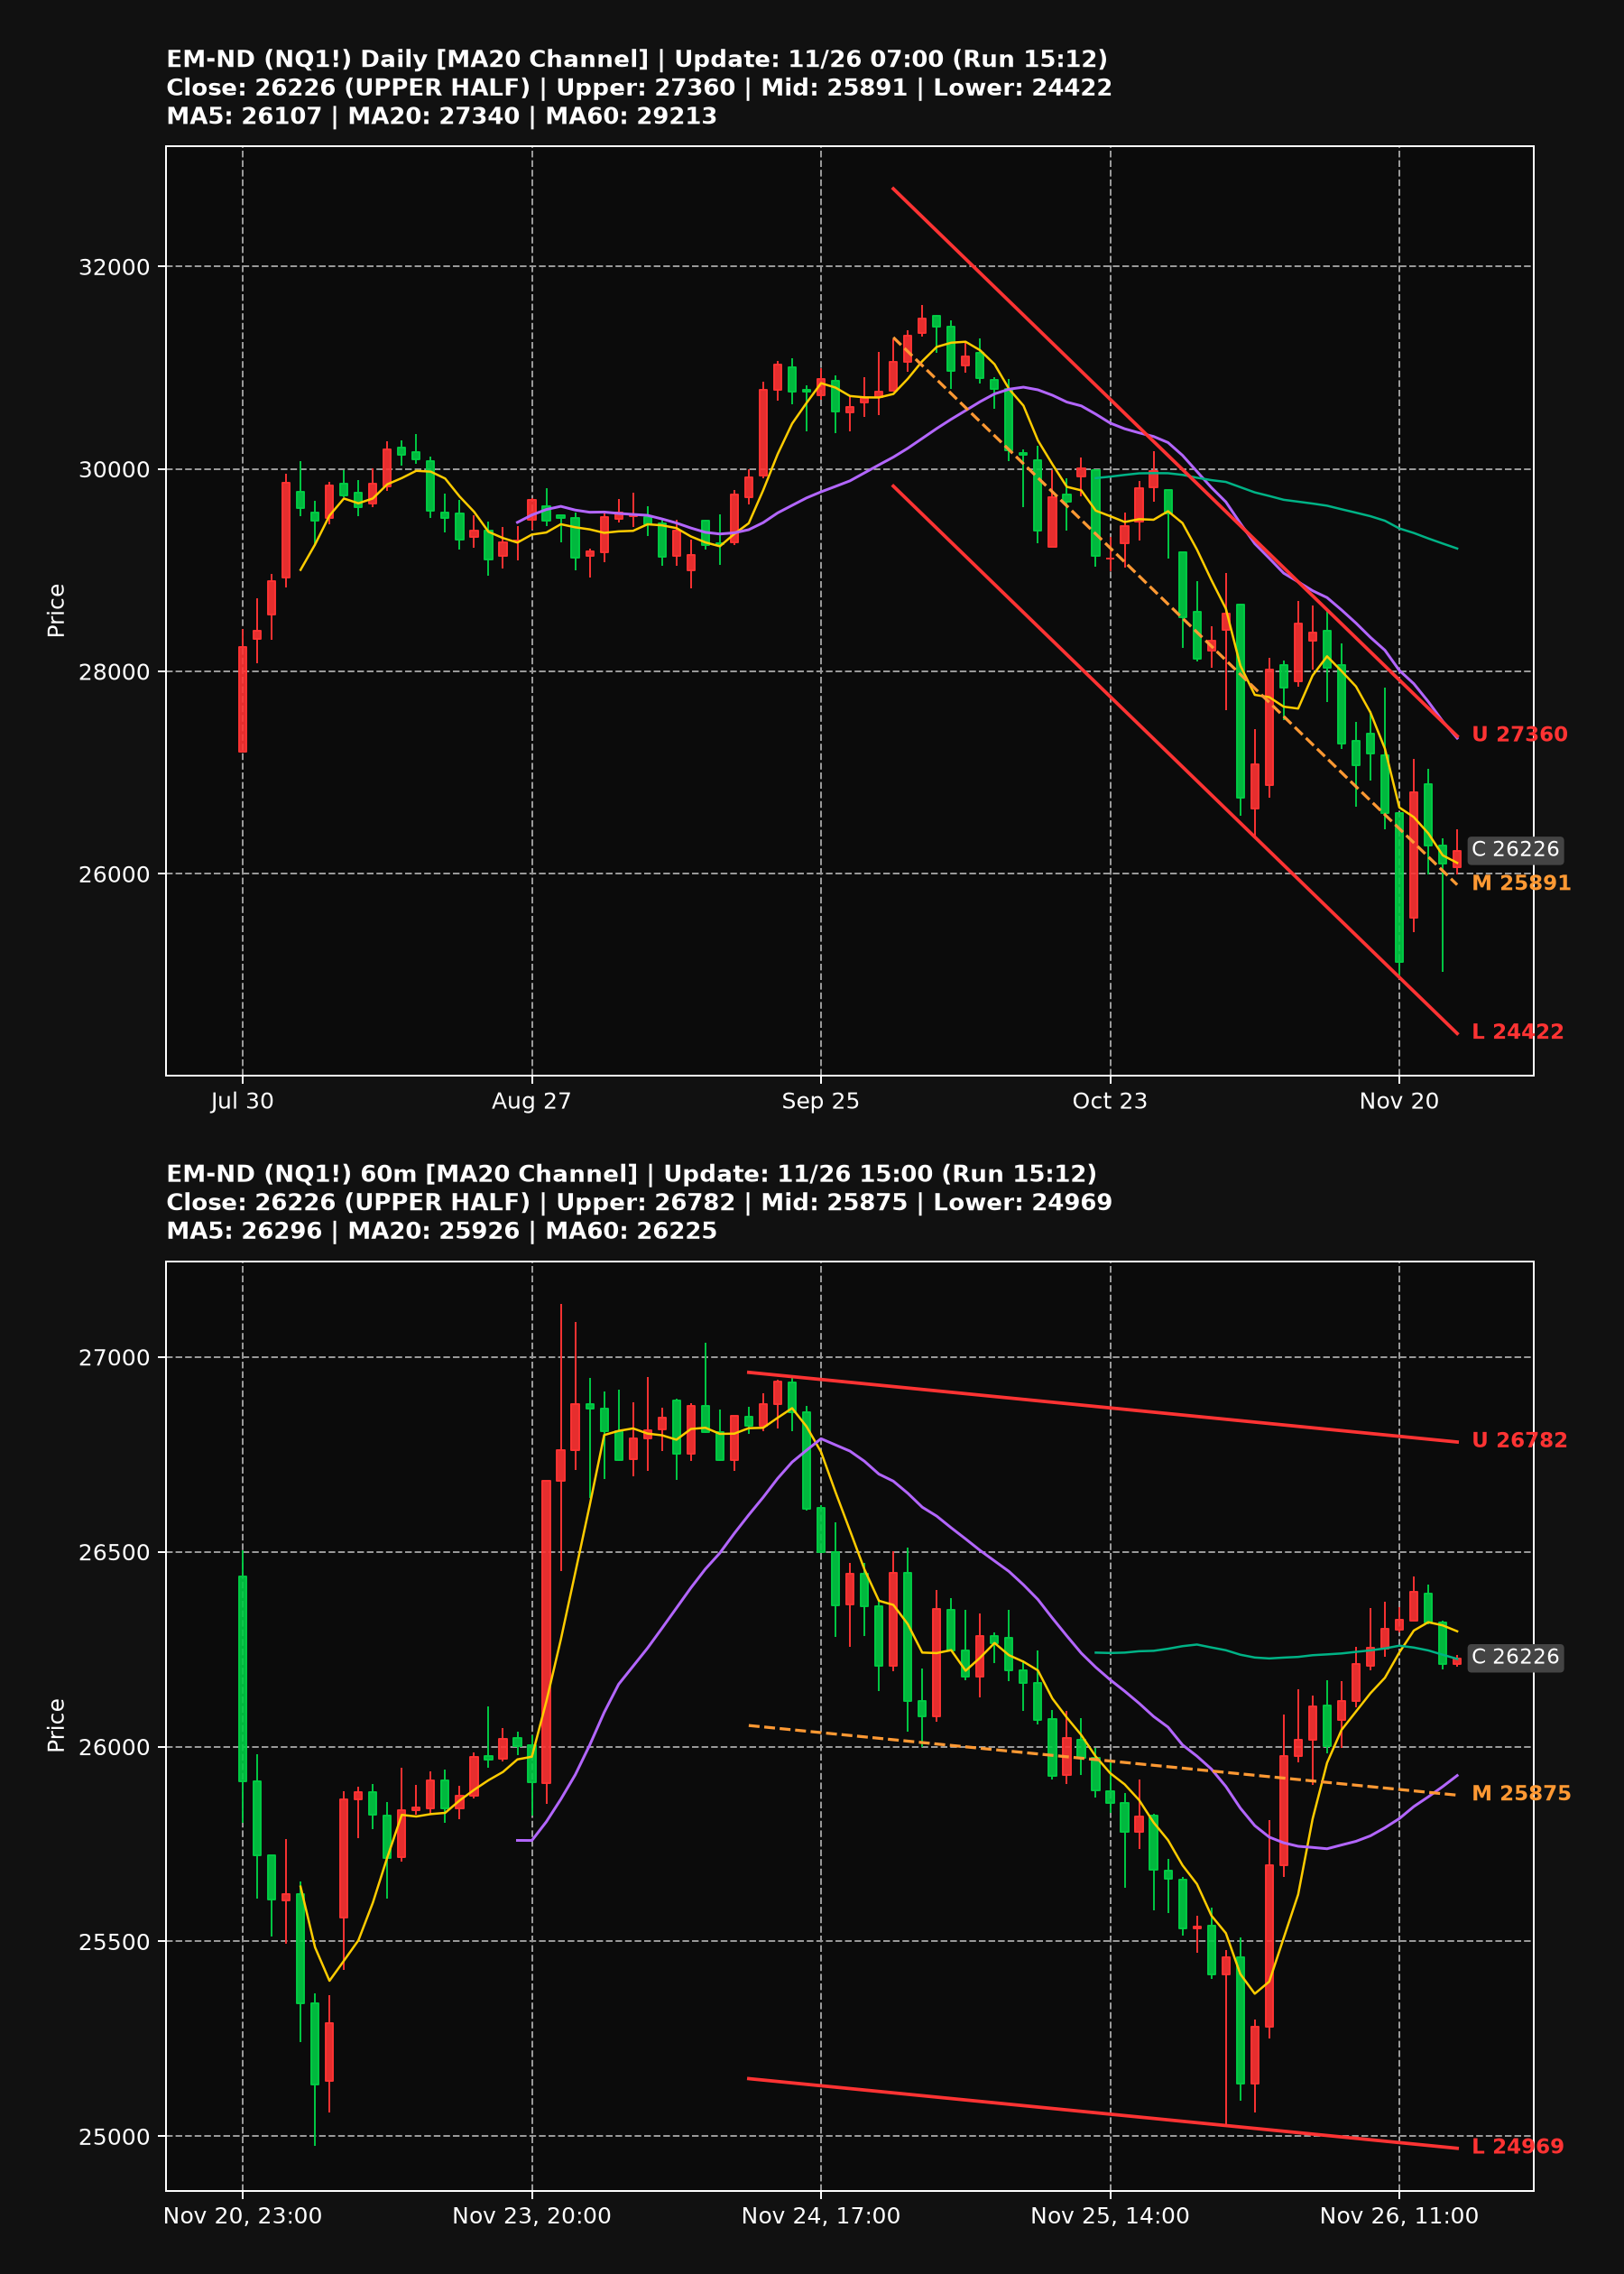 EM-ND (NQ1!) Daily [MA20 Channel] | Update: 11/26 07:00 (Run 15:12)
Close: 26226 (UPPER HALF) | Upper: 27360 | Mid: 25891 | Lower: 24422
MA5: 26107 | MA20: 27340 | MA60: 29213
Price
32000
30000
28000
26000
U 27360
C 26226
M 25891
L 24422
Jul 30
Aug 27
Sep 25
Oct 23
Nov 20
EM-ND (NQ1!) 60m [MA20 Channel] | Update: 11/26 15:00 (Run 15:12)
Close: 26226 (UPPER HALF) | Upper: 26782 | Mid: 25875 | Lower: 24969
MA5: 26296 | MA20: 25926 | MA60: 26225
Price
27000
26500
26000
25500
25000
U 26782
C 26226
M 25875
L 24969
Nov 20, 23:00
Nov 23, 20:00
Nov 24, 17:00
Nov 25, 14:00
Nov 26, 11:00